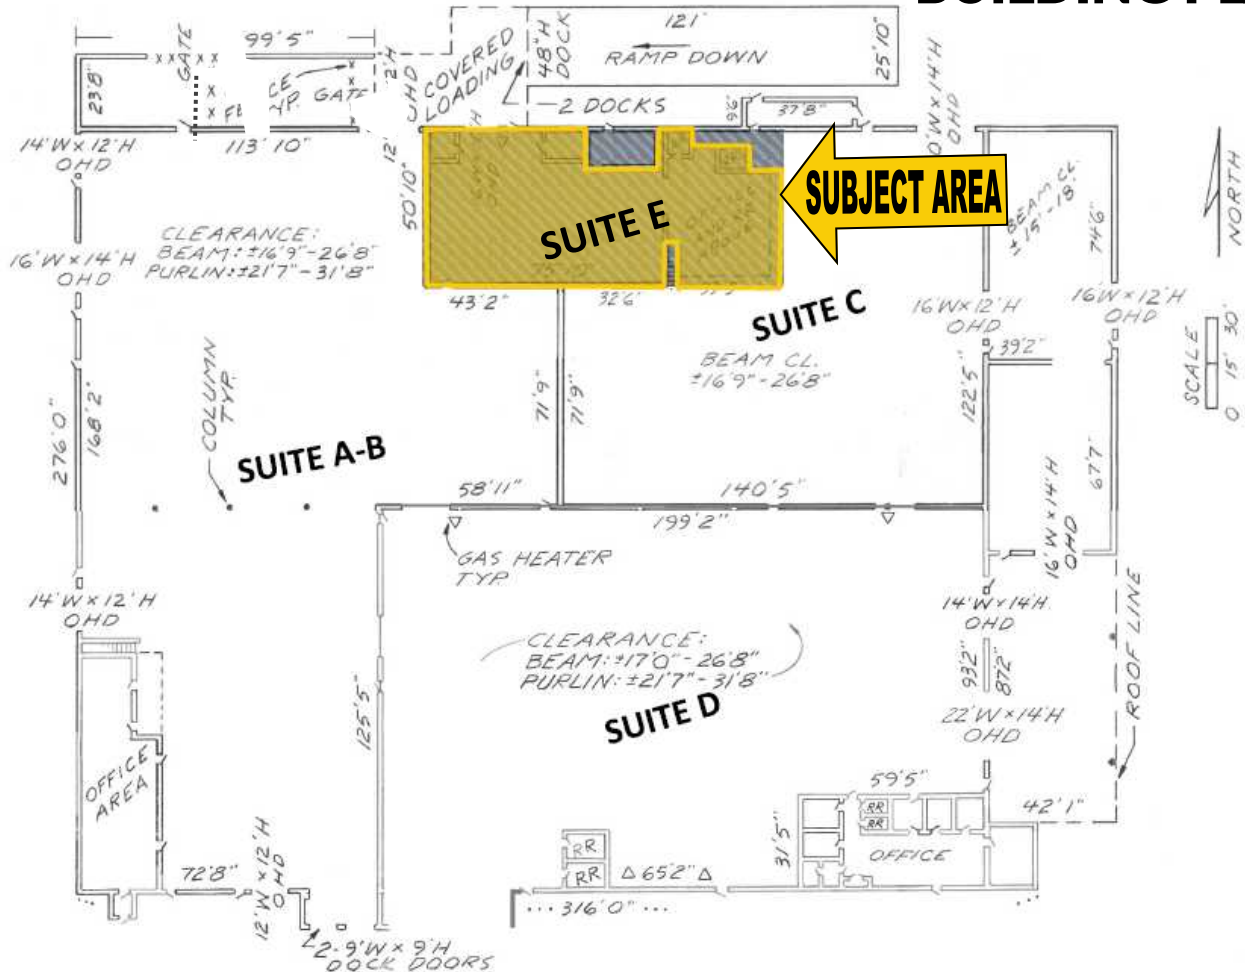 99'5"
121'
25'10"
GATE
23'8"
COVERED
LOADING
48"H
DOCK
RAMP DOWN
TYP. GATE
2 DOCKS
9'6"
37'8"
14'W x 12'H
OHD
113'10"
12'
50'10"
OHD
SUBJECT AREA
SUITE E
BEAM CL.
±15'-18'
74'6"
NORTH
CLEARANCE:
BEAM: ±16'9"-26'8"
PURLIN: ±21'7"-31'8"
16'W x 14'H
OHD
43'2"
32'6"
SUITE C
16'W x 12'H
OHD
16'W x 12'H
OHD
39'2"
BEAM CL.
±16'9"-26'8"
SCALE
0 15' 30'
COLUMN
TYP.
71'9"
71'9"
122'5"
276'0"
168'2"
SUITE A-B
58'11"
140'5"
199'2"
67'7"
16'W x 14'H
OHD
GAS HEATER
TYP.
14'W x 12'H
OHD
14'W x 14'H
OHD
ROOF LINE
CLEARANCE:
BEAM: ±17'0"-26'8"
PURLIN: ±21'7"-31'8"
SUITE D
93'2"
87'2"
22'W x 14'H
OHD
125'5"
OFFICE
AREA
59'5"
42'1"
RR
RR
31'5"
OFFICE
RR
RR
72'8"
12'W x 12'H
OHD
65'2"
316'0"
2-9'W x 9'H
DOCK DOORS